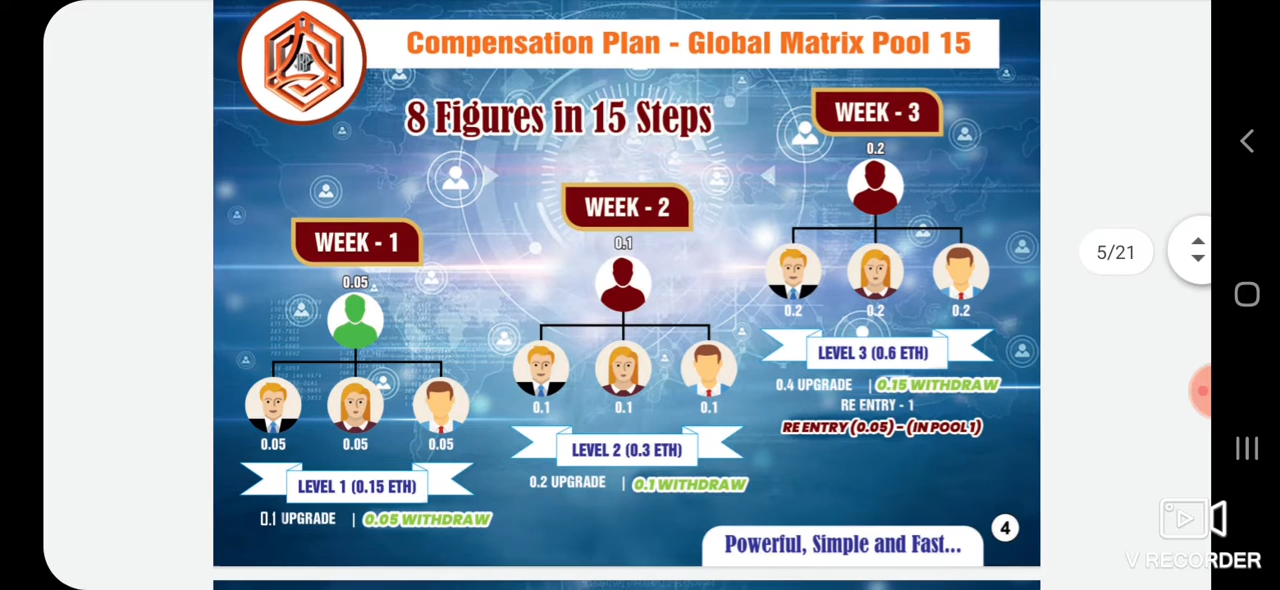 Compensation Plan - Global Matrix Pool 15
8 Figures in 15 Steps
WEEK - 1
0.05
0.05 0.05 0.05
LEVEL 1 (0.15 ETH)
0.1 UPGRADE | 0.05 WITHDRAW
WEEK - 2
0.1
0.1 0.1 0.1
LEVEL 2 (0.3 ETH)
0.2 UPGRADE | 0.1 WITHDRAW
WEEK - 3
0.2
0.2 0.2 0.2
LEVEL 3 (0.6 ETH)
0.4 UPGRADE | 0.15 WITHDRAW
RE ENTRY - 1
RE ENTRY (0.05) - (IN POOL 1)
Powerful, Simple and Fast...
4
5/21
V RECORDER